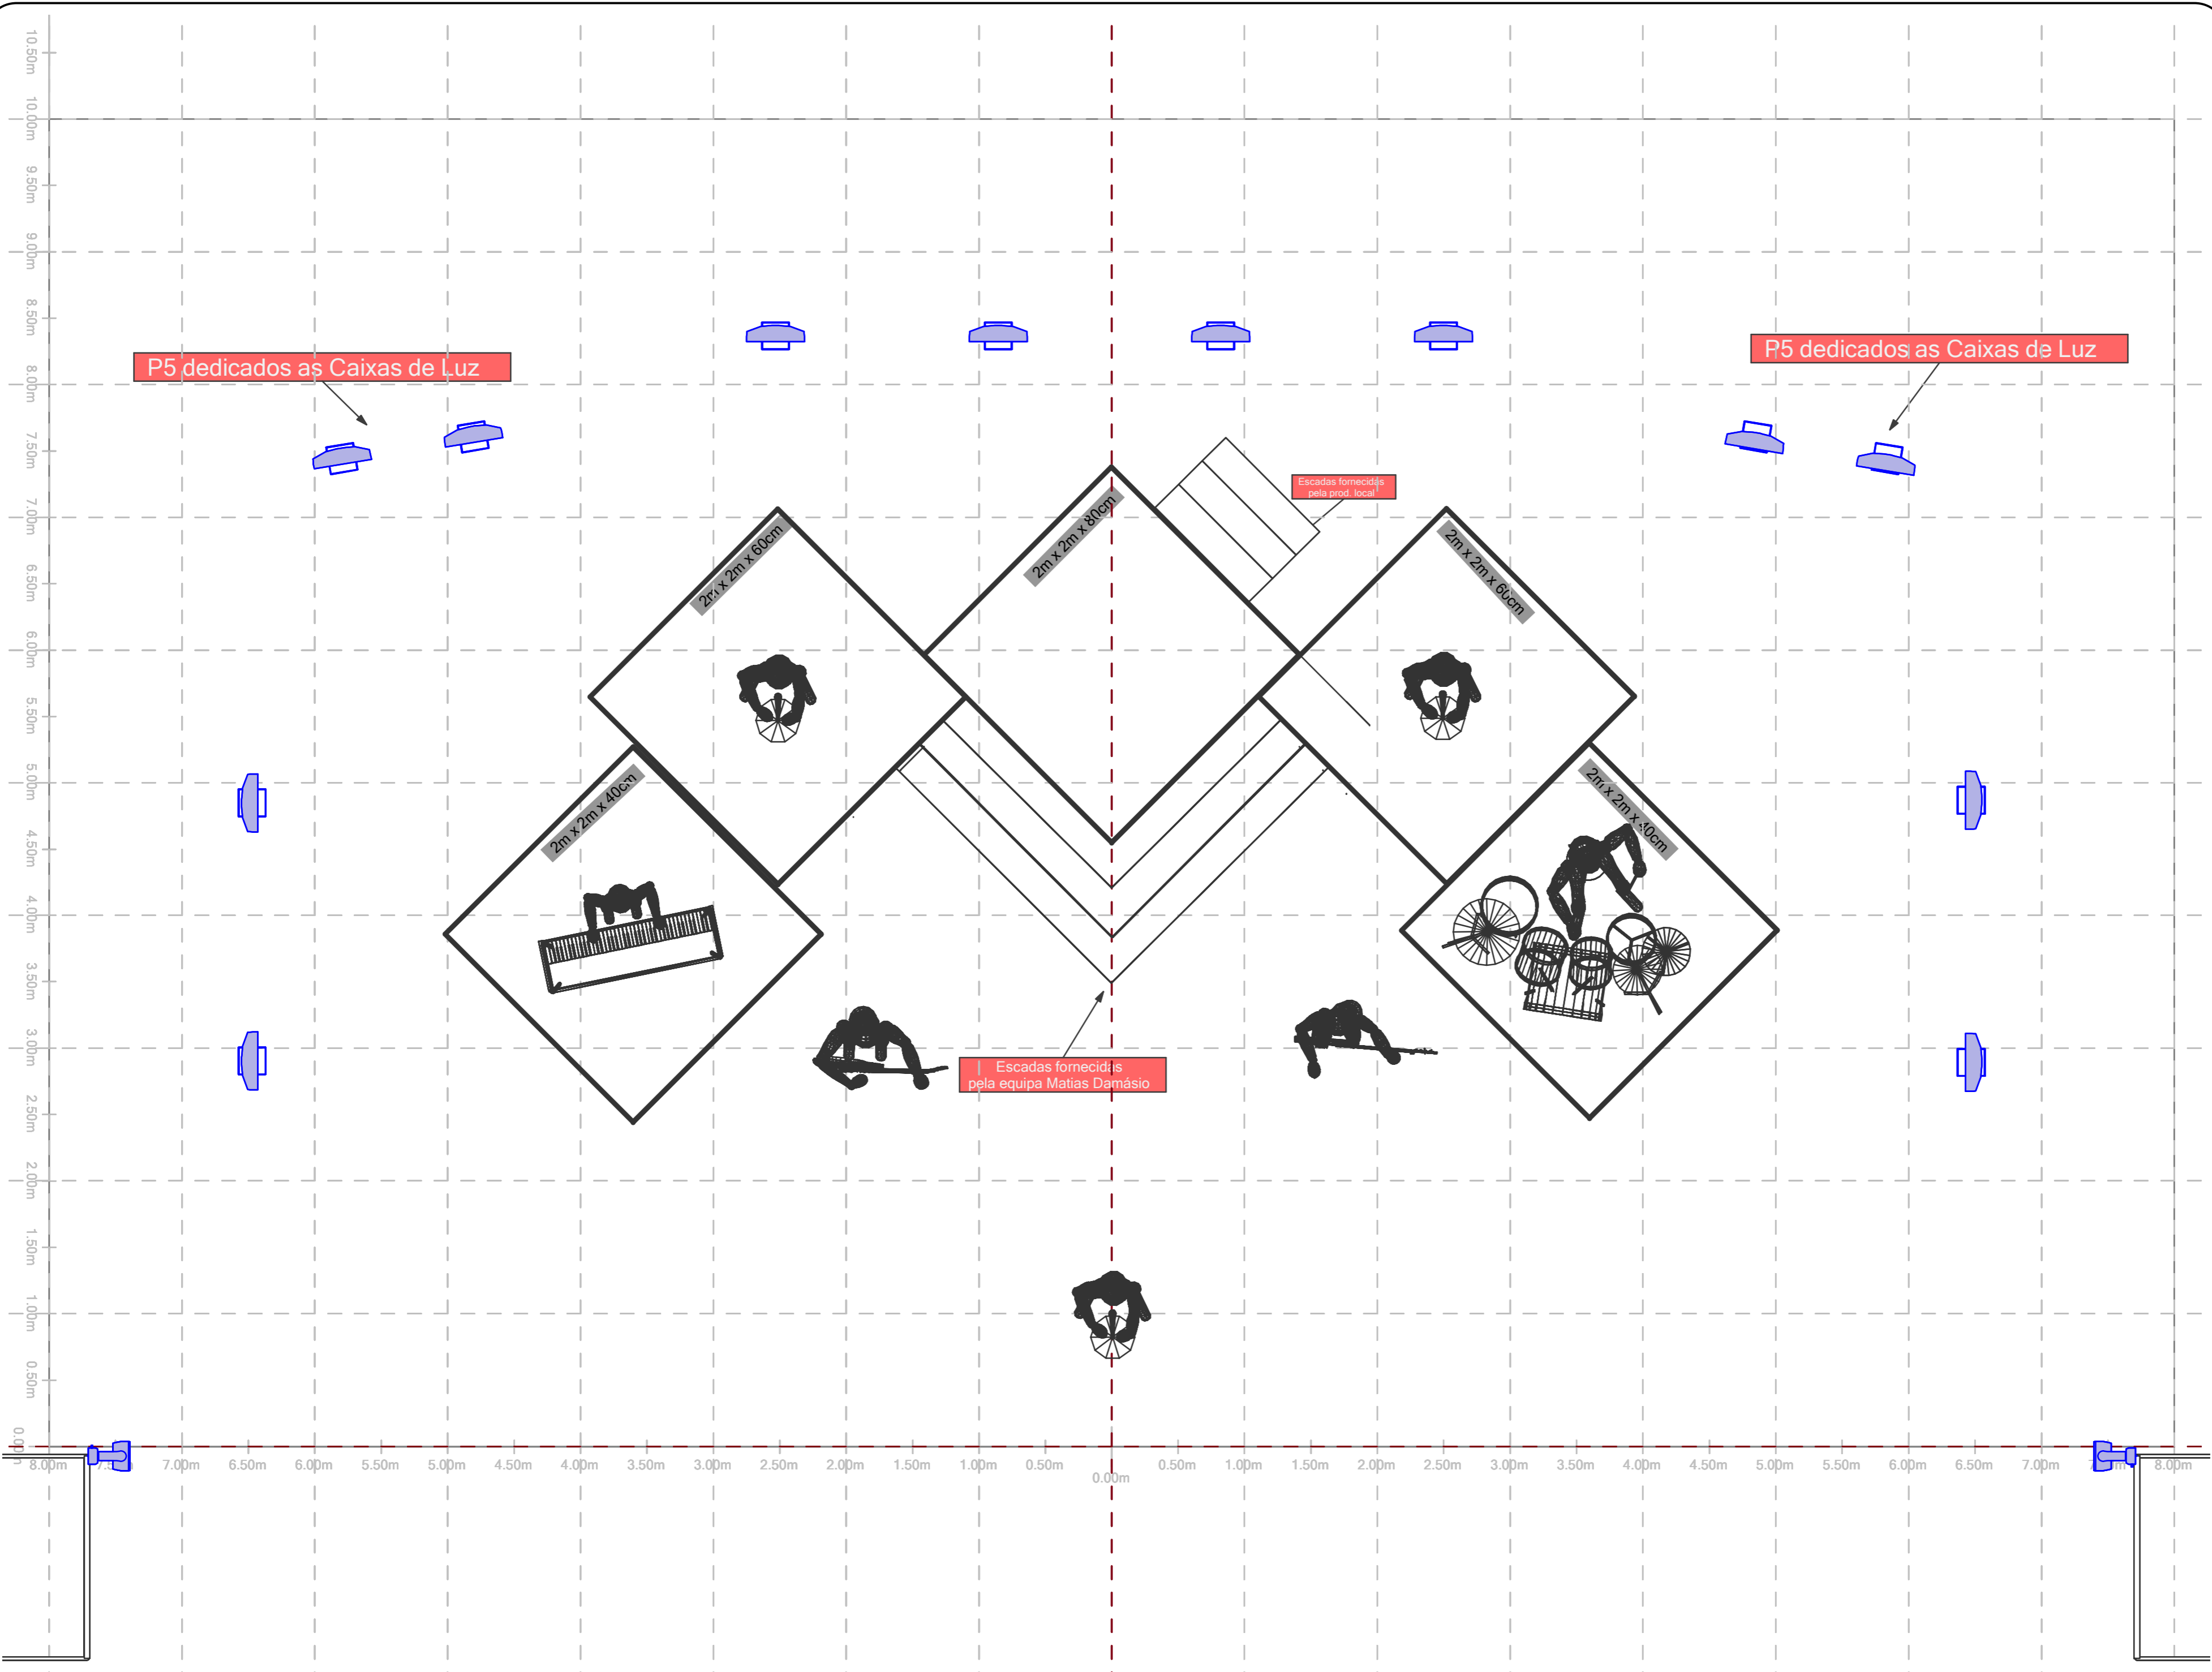 10.50m
10.00m
9.50m
9.00m
8.50m
8.00m
7.50m
7.00m
6.50m
6.00m
5.50m
5.00m
4.50m
4.00m
3.50m
3.00m
2.50m
2.00m
1.50m
1.00m
0.50m
P5 dedicados as Caixas de Luz
P5 dedicados as Caixas de Luz
Escadas fornecidas
pela prod. local
2m x 2m x 60cm
2m x 2m x 80cm
2m x 2m x 60cm
2m x 2m x 40cm
2m x 2m x 40cm
Escadas fornecidas
pela equipa Matias Damásio
8.00m 7.00m 6.50m 6.00m 5.50m 5.00m 4.50m 4.00m 3.50m 3.00m 2.50m 2.00m 1.50m 1.00m 0.50m 0.00m 0.50m 1.00m 1.50m 2.00m 2.50m 3.00m 3.50m 4.00m 4.50m 5.00m 5.50m 6.00m 6.50m 7.00m 8.00m